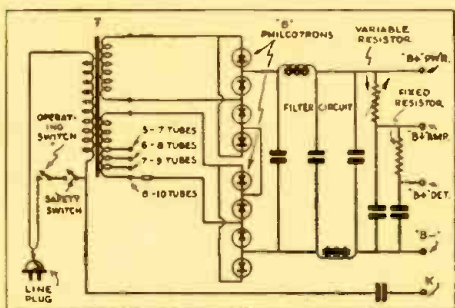 T
"B"
PHILCOTRONS
VARIABLE
RESISTOR
"B+" PWR.
FIXED
RESISTOR
OPERAT-
ING
SWITCH
FILTER CIRCUIT
"B+" AMP.
5-7 TUBES
6-8 TUBES
7-9 TUBES
8-10 TUBES
SAFETY
SWITCH
"B+" DET.
"B-"
LINE
PLUG
K